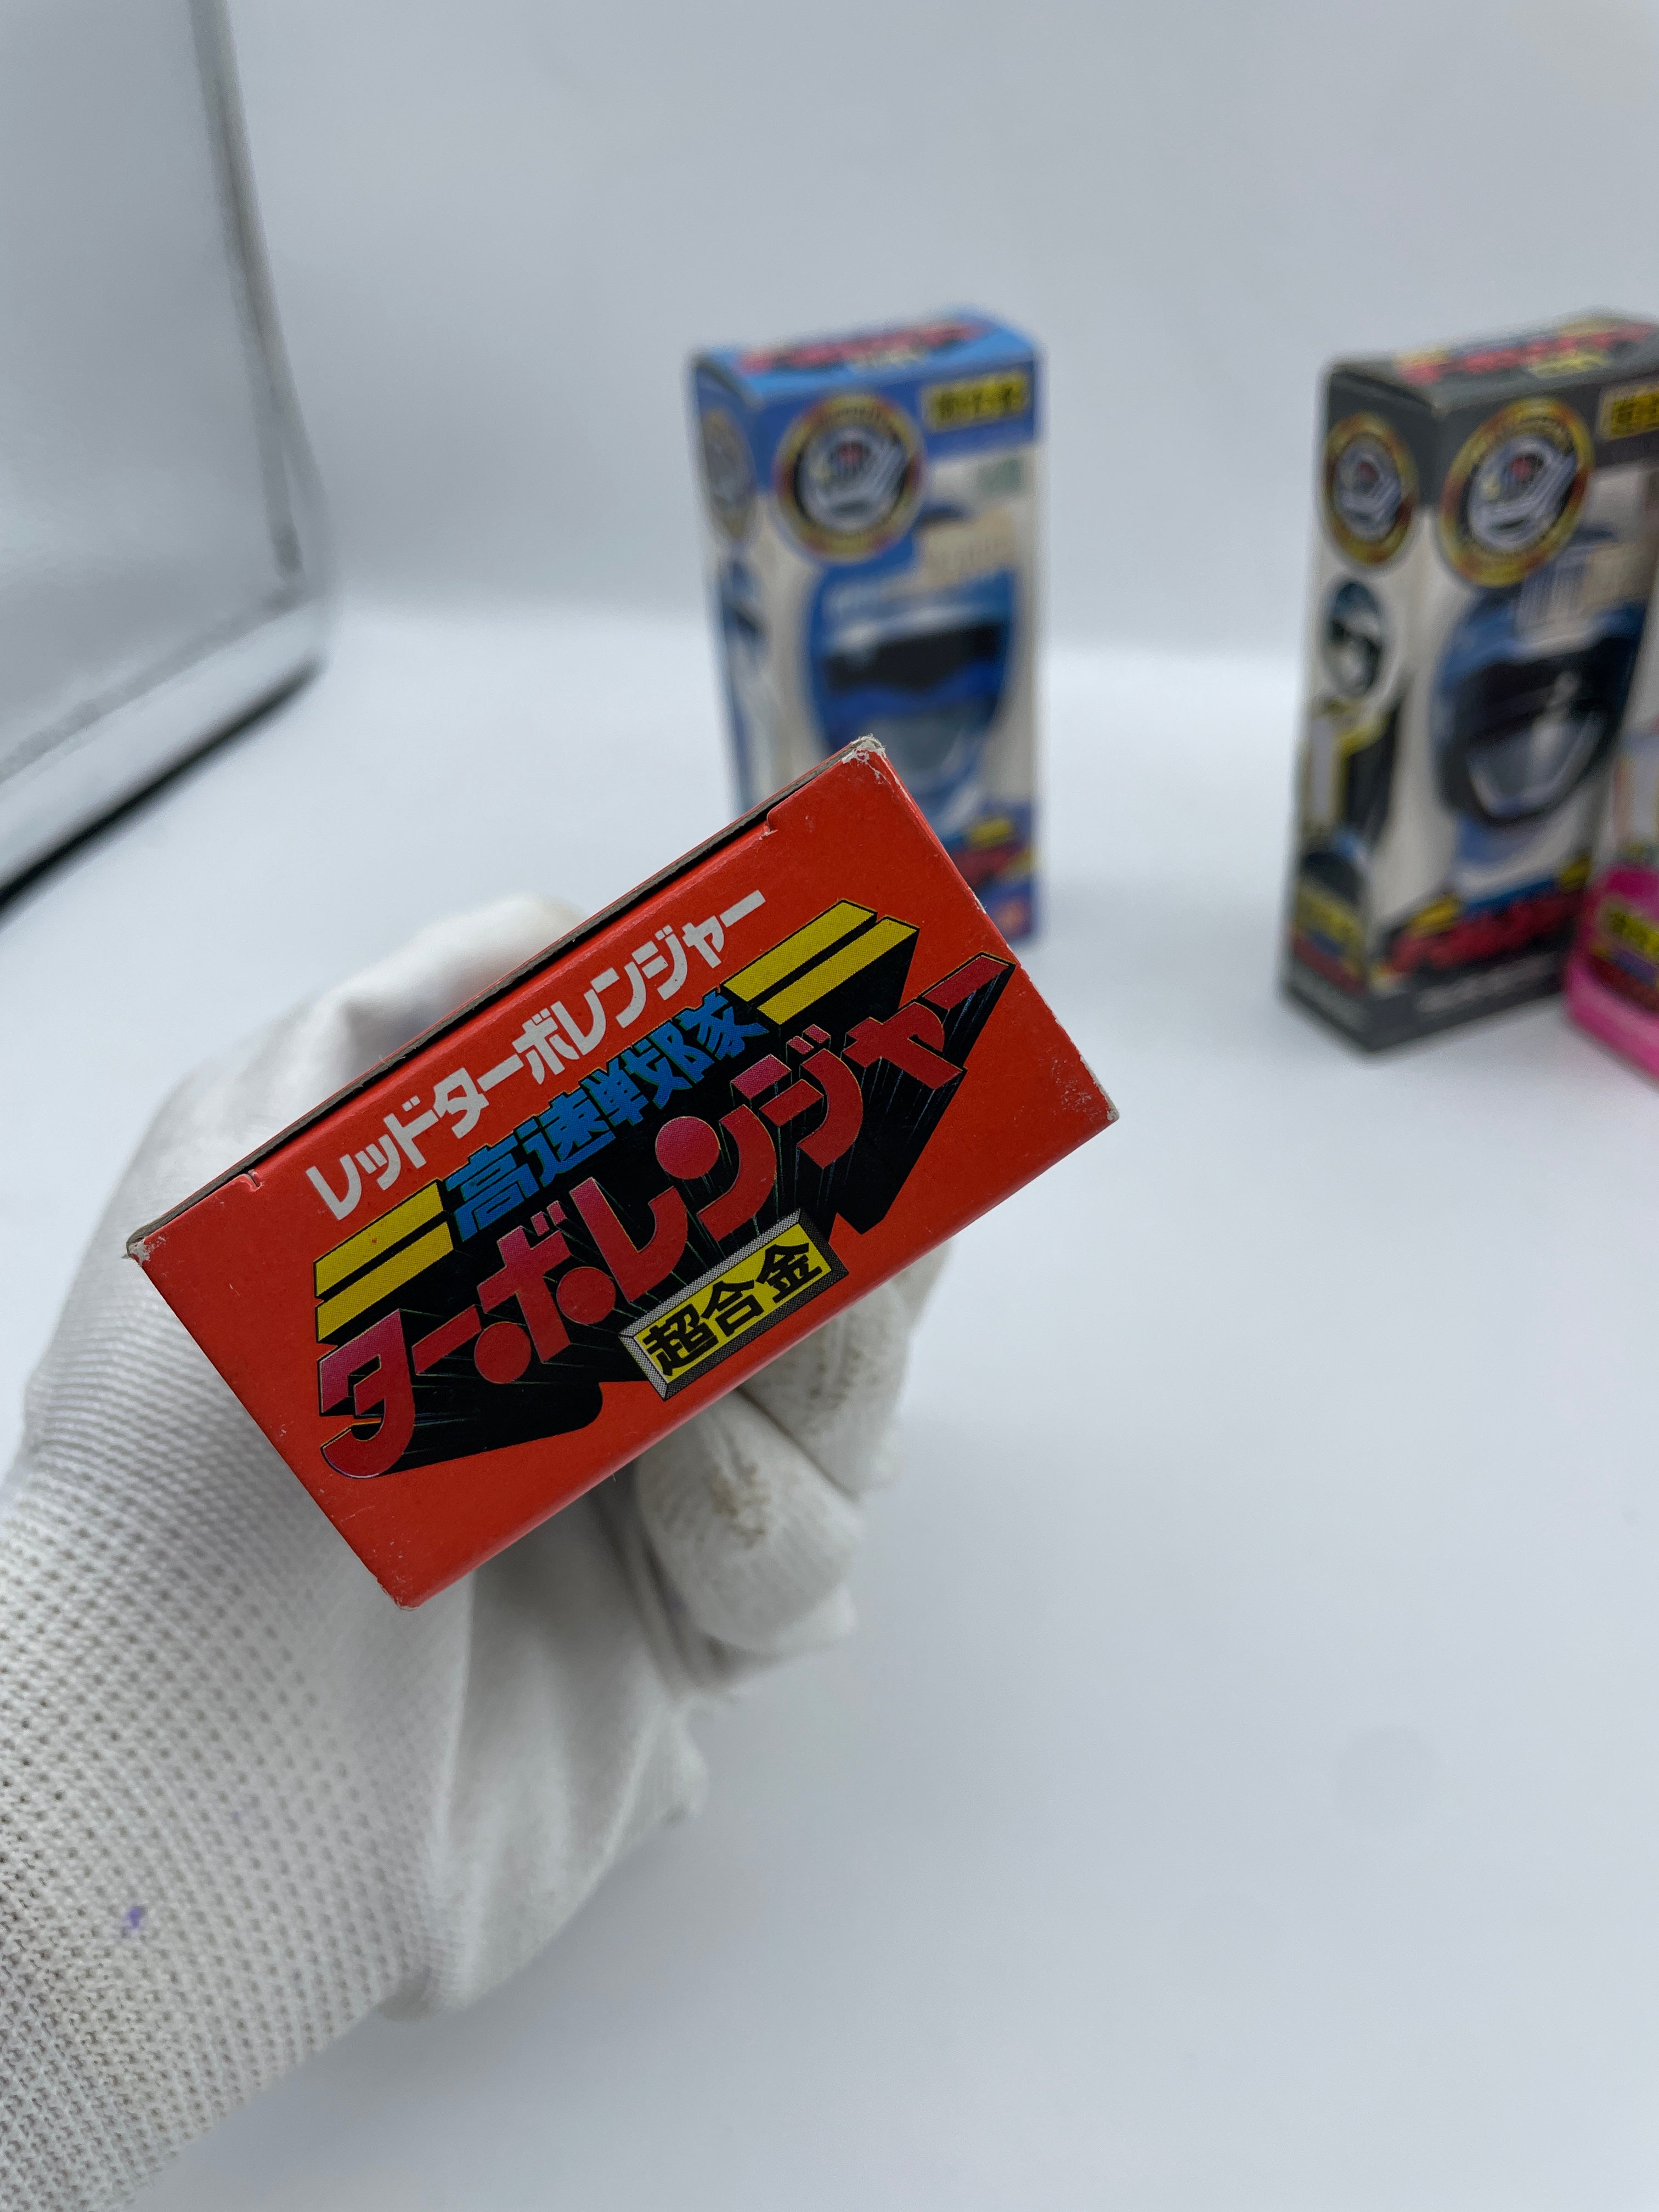 レッドターボレンジャー
高速戦隊
ターボレンジャー
超合金